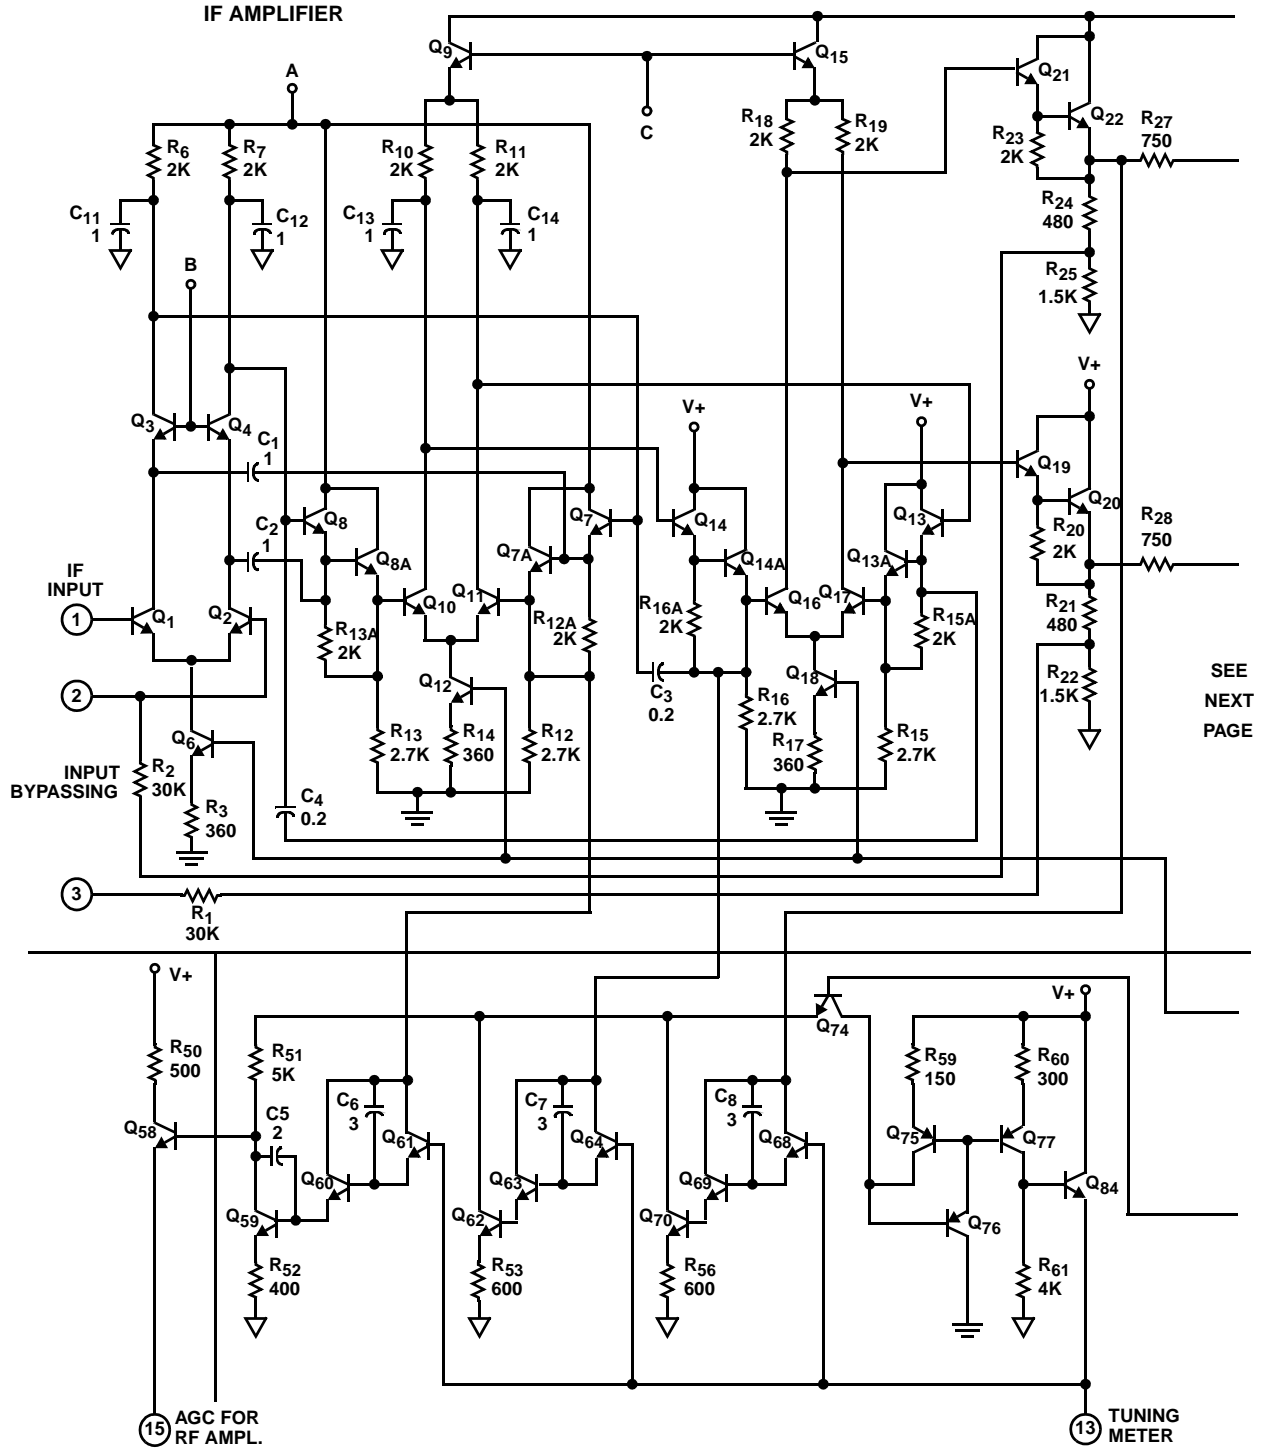 IF AMPLIFIER
Q9
Q15
Q21
A
C
R18
2K
R19
2K
Q22
R23
2K
R27
750
R6
2K
R7
2K
R10
2K
R11
2K
C11
1
C12
1
C13
1
C14
1
R24
480
B
R25
1.5K
V+
Q3
Q4
V+
V+
C1
1
Q19
Q8
Q7
Q14
Q13
Q20
C2
1
R20
2K
R28
750
Q8A
Q7A
Q14A
Q13A
IF
INPUT
1
Q1
Q2
Q10
Q11
Q16
Q17
R13A
2K
R12A
2K
R16A
2K
R15A
2K
R21
480
2
Q12
C3
0.2
Q18
R22
1.5K
SEE
NEXT
PAGE
R16
2.7K
Q6
R13
2.7K
R14
360
R12
2.7K
R17
360
R15
2.7K
INPUT
BYPASSING
R2
30K
R3
360
C4
0.2
3
R1
30K
V+
V+
Q74
R50
500
R51
5K
R59
150
R60
300
C6
3
C7
3
C8
3
Q58
C5
2
Q61
Q64
Q68
Q75
Q77
Q60
Q63
Q69
Q84
Q59
Q62
Q70
Q76
R52
400
R53
600
R56
600
R61
4K
15
AGC FOR
RF AMPL.
13
TUNING
METER